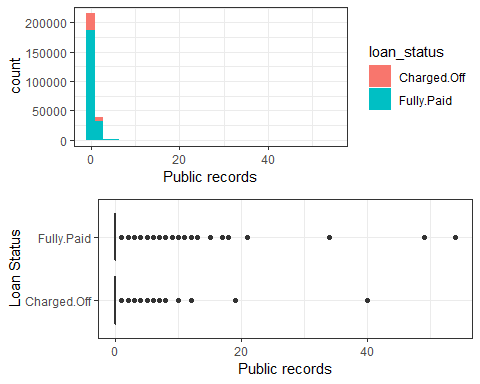 200000
150000
100000
50000
0
count
0 20 40
Public records
loan_status
Charged.Off
Fully.Paid
Loan Status
Fully.Paid
Charged.Off
0 20 40
Public records